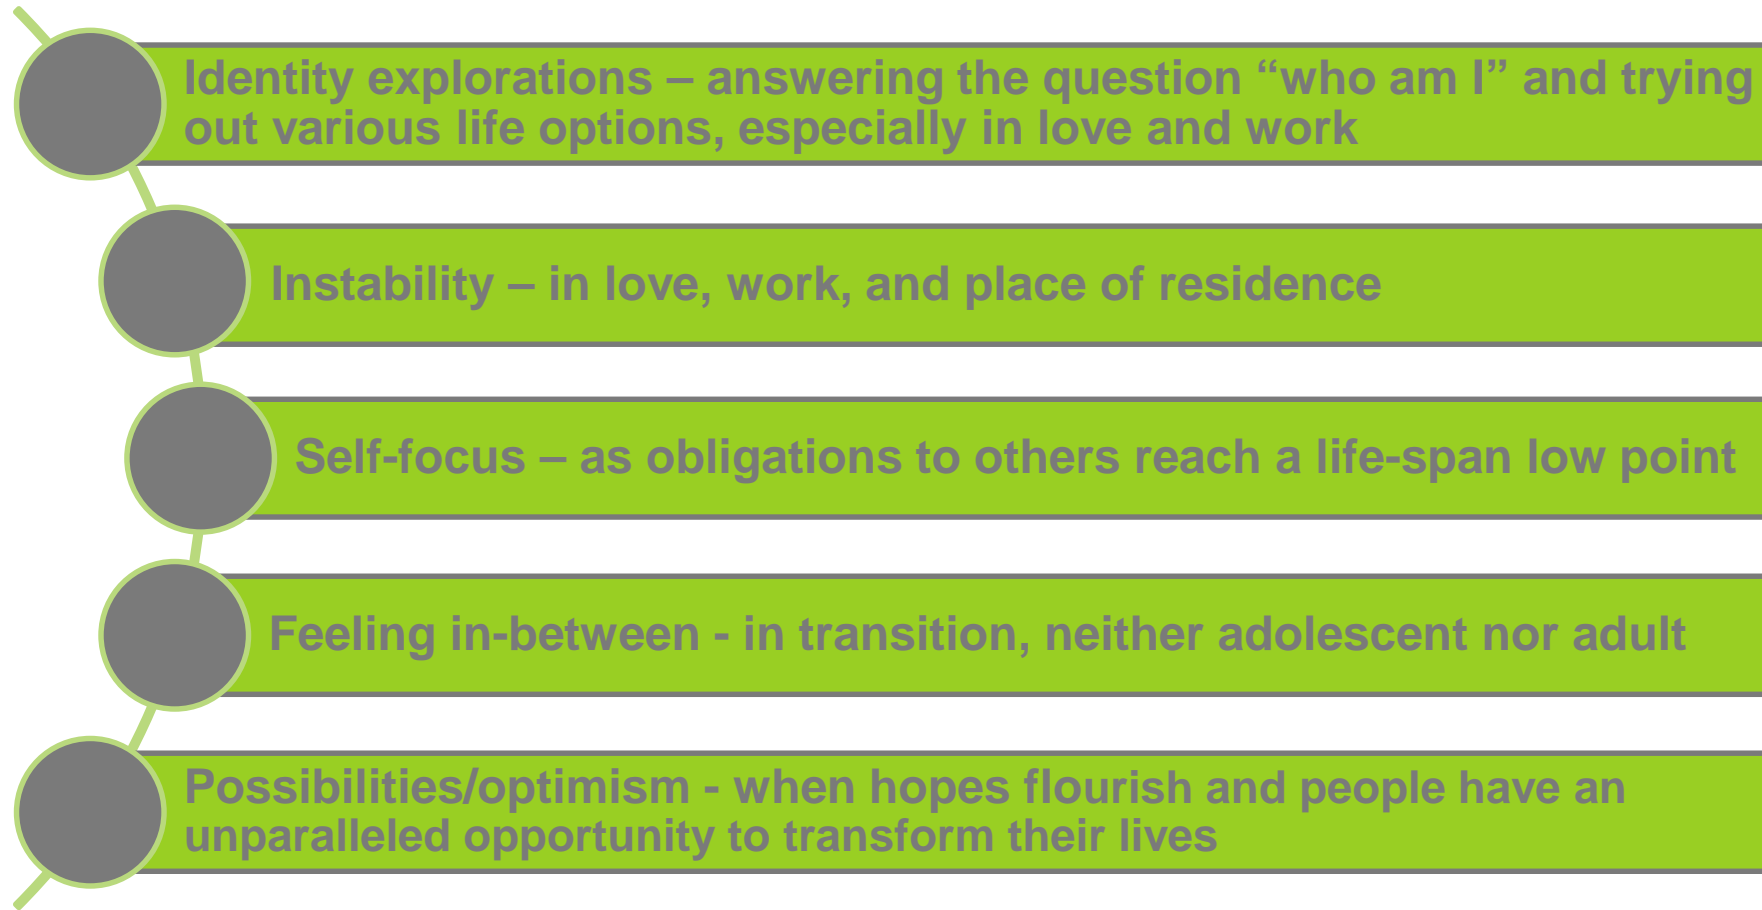 Identity explorations – answering the question “who am I” and trying
out various life options, especially in love and work
Instability – in love, work, and place of residence
Self-focus – as obligations to others reach a life-span low point
Feeling in-between - in transition, neither adolescent nor adult
Possibilities/optimism - when hopes flourish and people have an
unparalleled opportunity to transform their lives